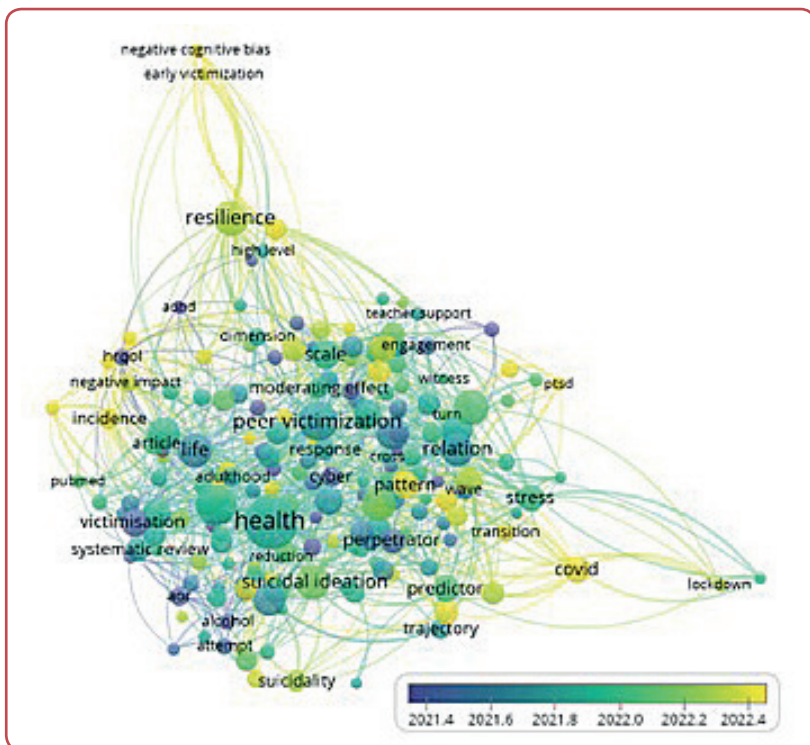 negative cognitive bias
early victimization
resilience
high level
adhd
teacher support
dimension
engagement
scale
hrqol
negative impact
moderating effect
witness
ptsd
incidence
peer victimization
turn
article
life
response
cross
relation
pubmed
adulthood
cyber
pattern
wave
stress
victimisation
health
perpetrator
transition
systematic review
reduction
suicidal ideation
predictor
covid
lockdown
aor
alcohol
trajectory
attempt
suicidality
2021.4 2021.6 2021.8 2022.0 2022.2 2022.4